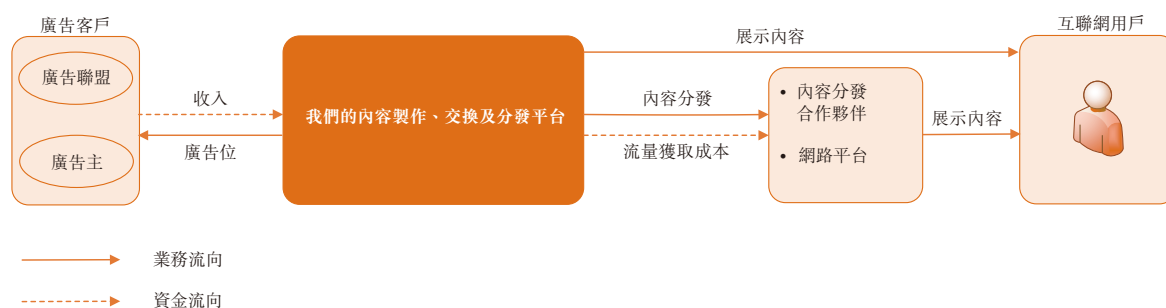 廣告客戶
互聯網用戶
廣告聯盟
廣告主
收入
廣告位
我們的內容製作、交換及分發平台
展示內容
內容分發
流量獲取成本
• 內容分發
合作夥伴
• 網路平台
展示內容
業務流向
資金流向